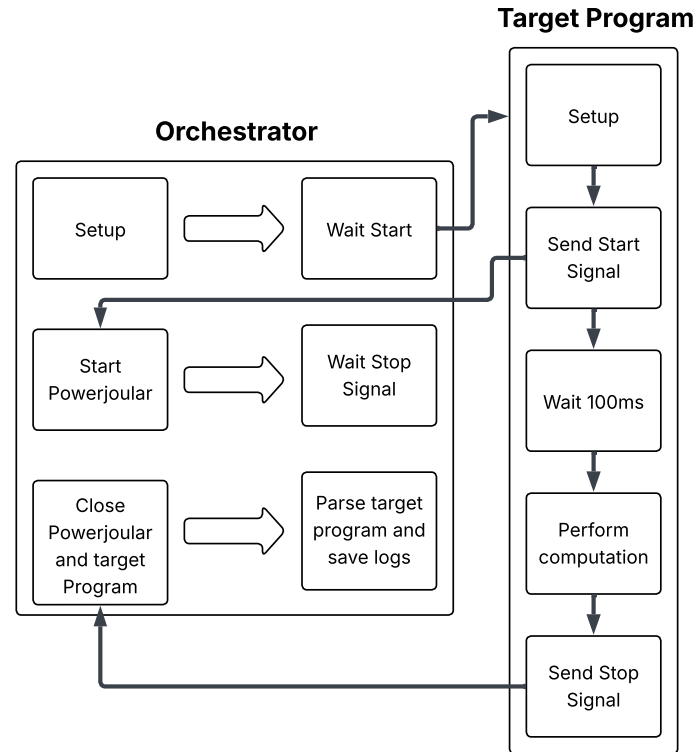 Target Program
Orchestrator
Setup
Wait Start
Start
Powerjoular
Wait Stop
Signal
Close
Powerjoular
and target
Program
Parse target
program and
save logs
Setup
Send Start
Signal
Wait 100ms
Perform
computation
Send Stop
Signal